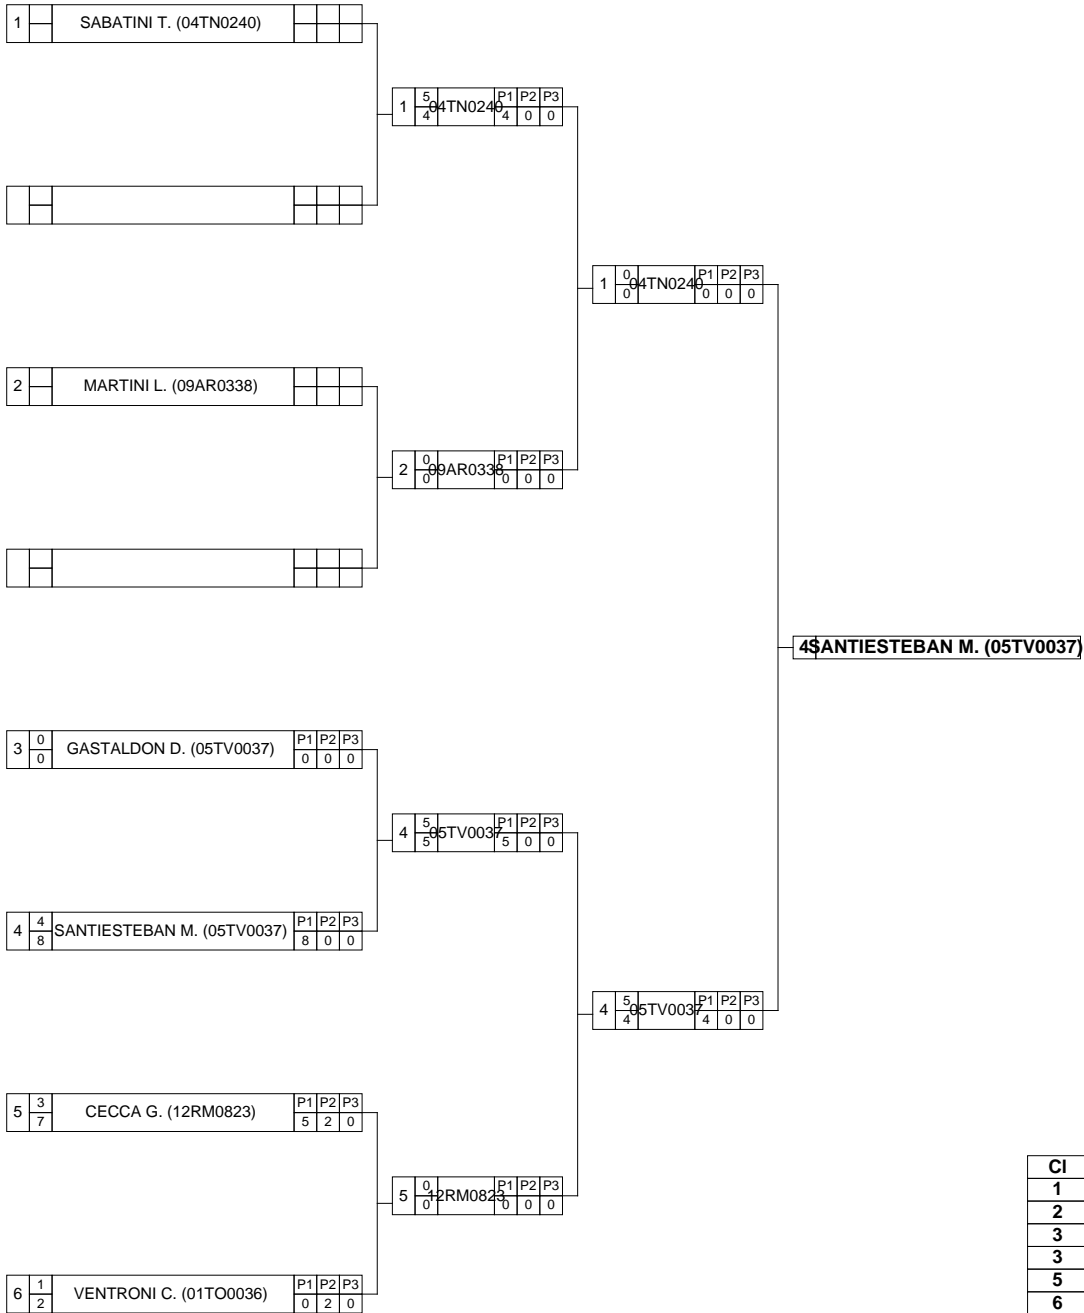 1 SABATINI T. (04TN0240)
1 5 4 04TN0240 P1 P2 P3 4 0 0
1 0 0 04TN0240 P1 P2 P3 0 0 0
2 MARTINI L. (09AR0338)
2 0 0 09AR0338 P1 P2 P3 0 0 0
4 SANTIESTEBAN M. (05TV0037)
3 0 0 GASTALDON D. (05TV0037) P1 P2 P3 0 0 0
4 5 5 05TV0037 P1 P2 P3 5 0 0
4 4 8 SANTIESTEBAN M. (05TV0037) P1 P2 P3 8 0 0
4 5 4 05TV0037 P1 P2 P3 4 0 0
5 3 7 CECCA G. (12RM0823) P1 P2 P3 5 2 0
5 0 0 12RM0823 P1 P2 P3 0 0 0
6 1 2 VENTRONI C. (01TO0036) P1 P2 P3 0 2 0
Cl
1
2
3
3
5
6